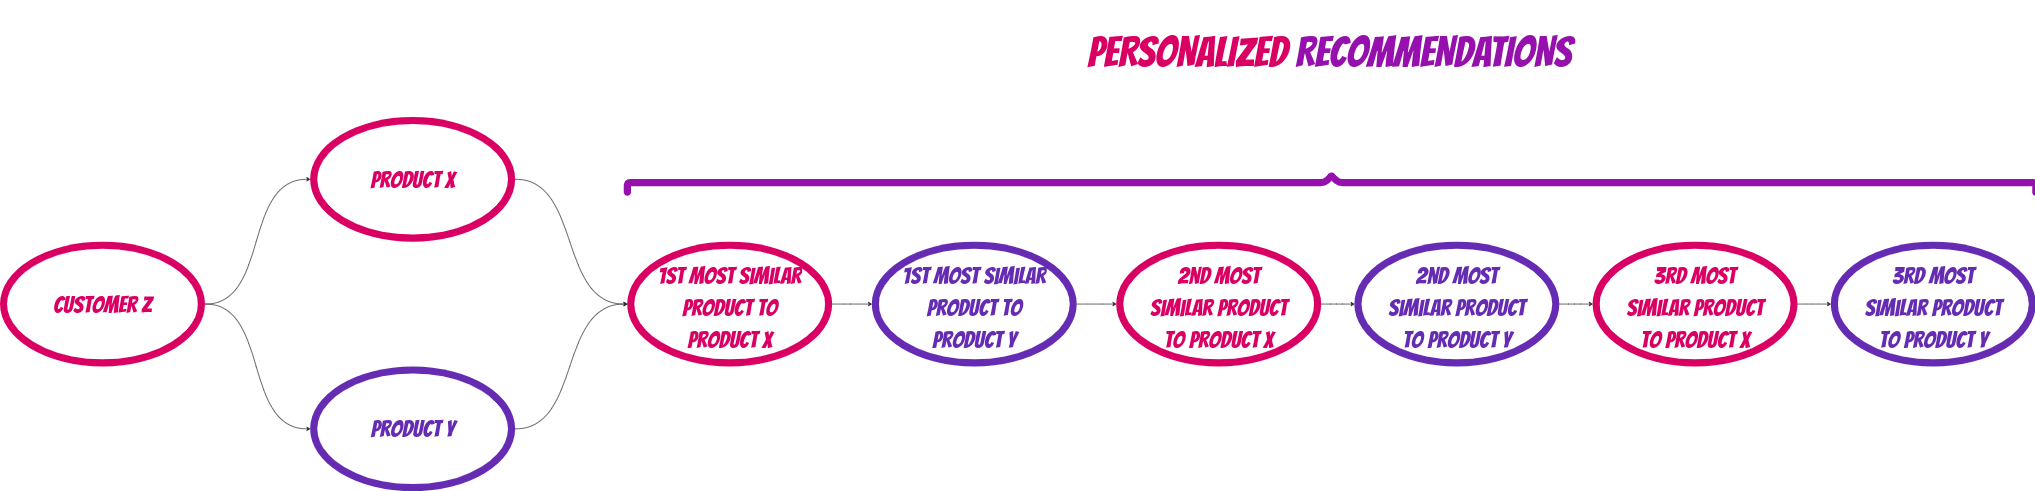 PERSONALIZED RECOMMENDATIONS
PRODUCT X
CUSTOMER Z
PRODUCT Y
1ST MOST SIMILAR
PRODUCT TO
PRODUCT X
1ST MOST SIMILAR
PRODUCT TO
PRODUCT Y
2ND MOST
SIMILAR PRODUCT
TO PRODUCT X
2ND MOST
SIMILAR PRODUCT
TO PRODUCT Y
3RD MOST
SIMILAR PRODUCT
TO PRODUCT X
3RD MOST
SIMILAR PRODUCT
TO PRODUCT Y